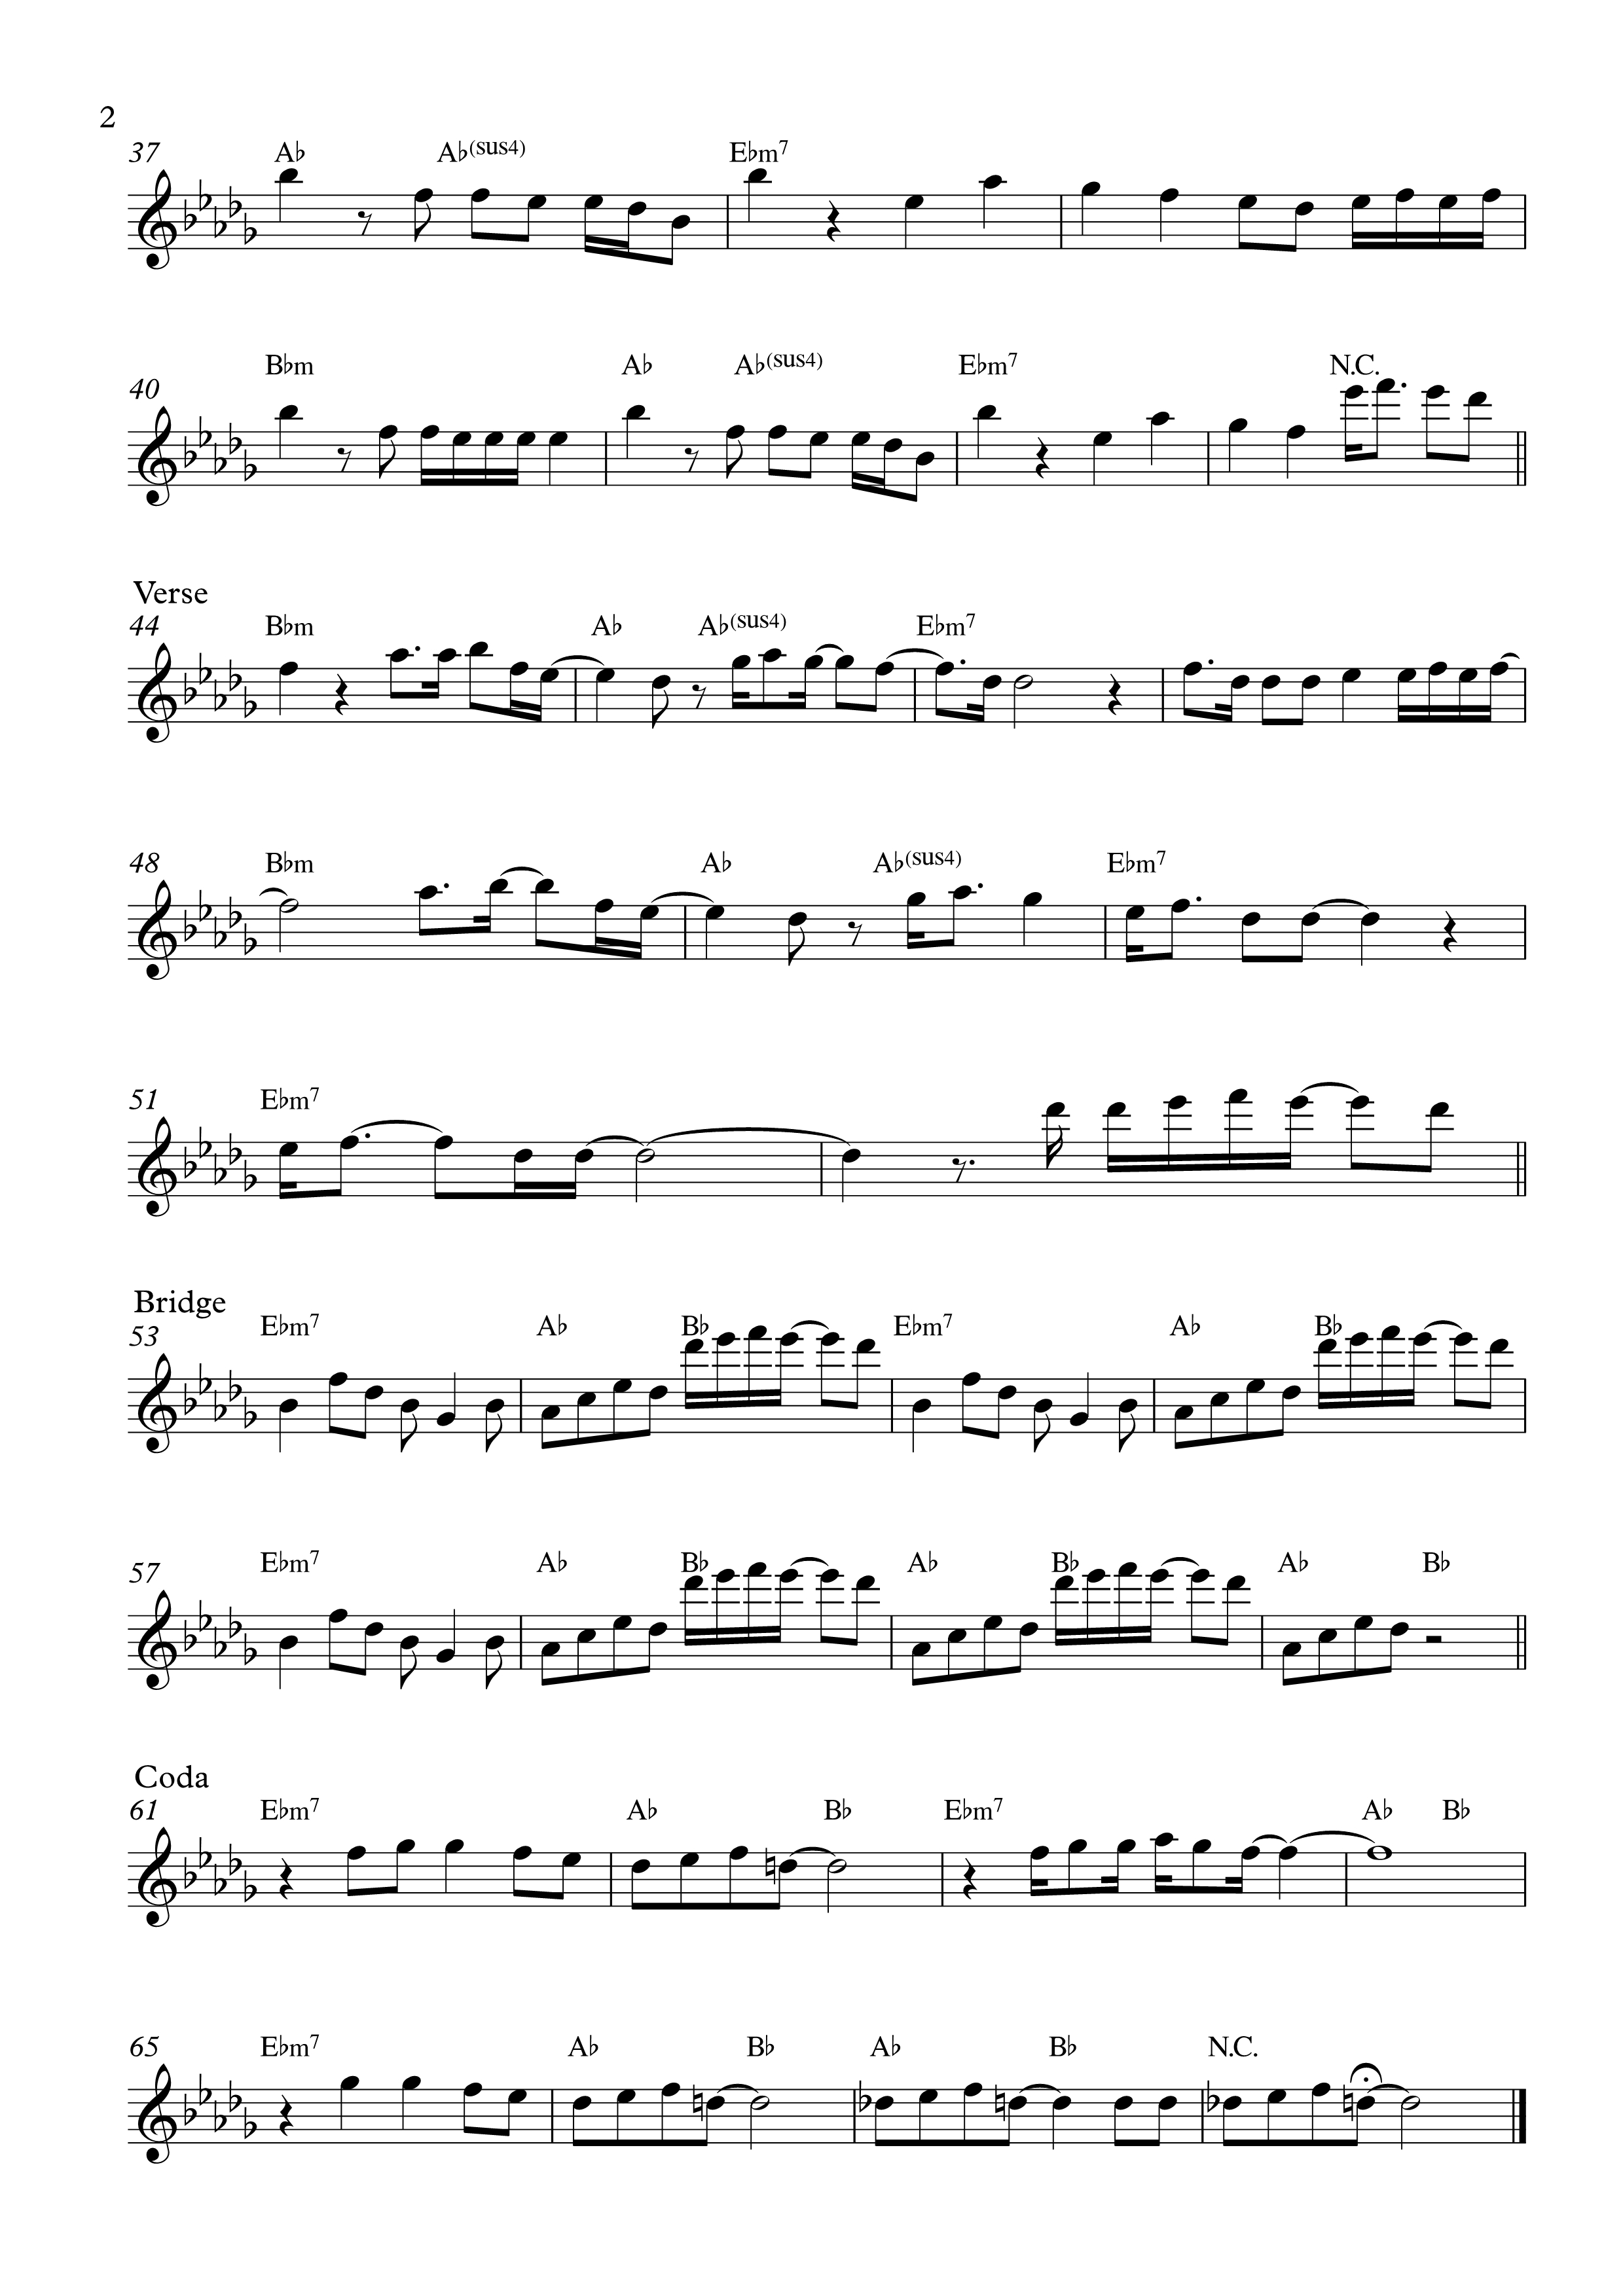 2
37 A♭ A♭(sus4) E♭m7
40 B♭m A♭ A♭(sus4) E♭m7 N.C.
Verse
44 B♭m A♭ A♭(sus4) E♭m7
48 B♭m A♭ A♭(sus4) E♭m7
51 E♭m7
Bridge
53 E♭m7 A♭ B♭ E♭m7 A♭ B♭
57 E♭m7 A♭ B♭ A♭ B♭ A♭ B♭
Coda
61 E♭m7 A♭ B♭ E♭m7 A♭ B♭
65 E♭m7 A♭ B♭ A♭ B♭ N.C.